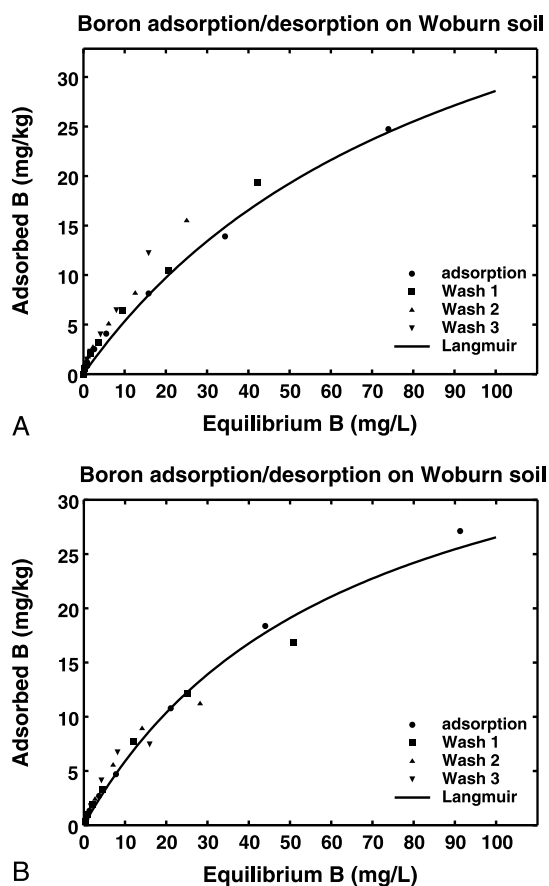 Boron adsorption/desorption on Woburn soil
30
25
20
15
10
5
0
Adsorbed B (mg/kg)
adsorption
Wash 1
Wash 2
Wash 3
Langmuir
0 10 20 30 40 50 60 70 80 90 100
Equilibrium B (mg/L)
A
Boron adsorption/desorption on Woburn soil
30
25
20
15
10
5
0
Adsorbed B (mg/kg)
adsorption
Wash 1
Wash 2
Wash 3
Langmuir
0 10 20 30 40 50 60 70 80 90 100
Equilibrium B (mg/L)
B